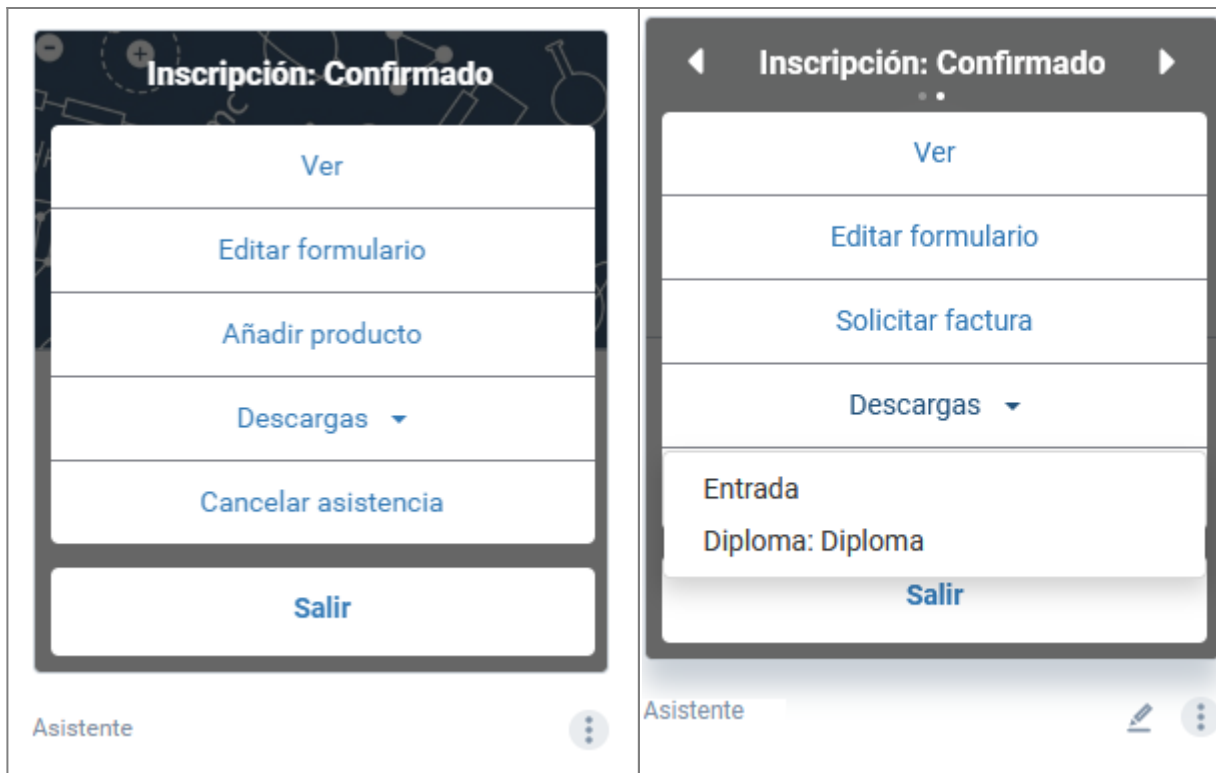 Inscripción: Confirmado
Ver
Editar formulario
Añadir producto
Descargas
Cancelar asistencia
Salir
Asistente
Inscripción: Confirmado
Ver
Editar formulario
Solicitar factura
Descargas
Entrada
Diploma: Diploma
Salir
Asistente